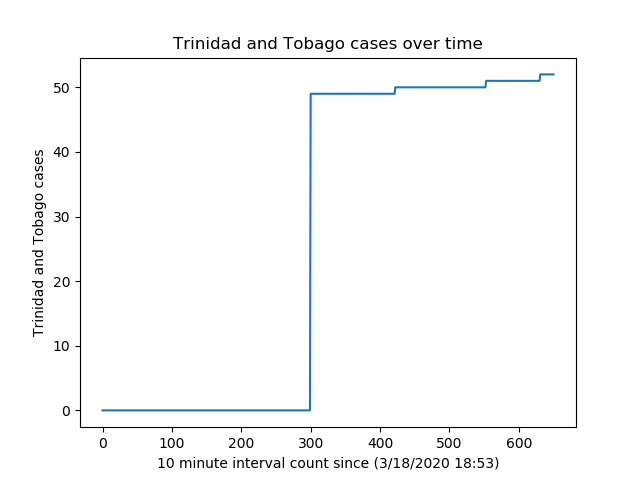 Trinidad and Tobago cases over time
Trinidad and Tobago cases
50
40
30
20
10
0
0 100 200 300 400 500 600
10 minute interval count since (3/18/2020 18:53)